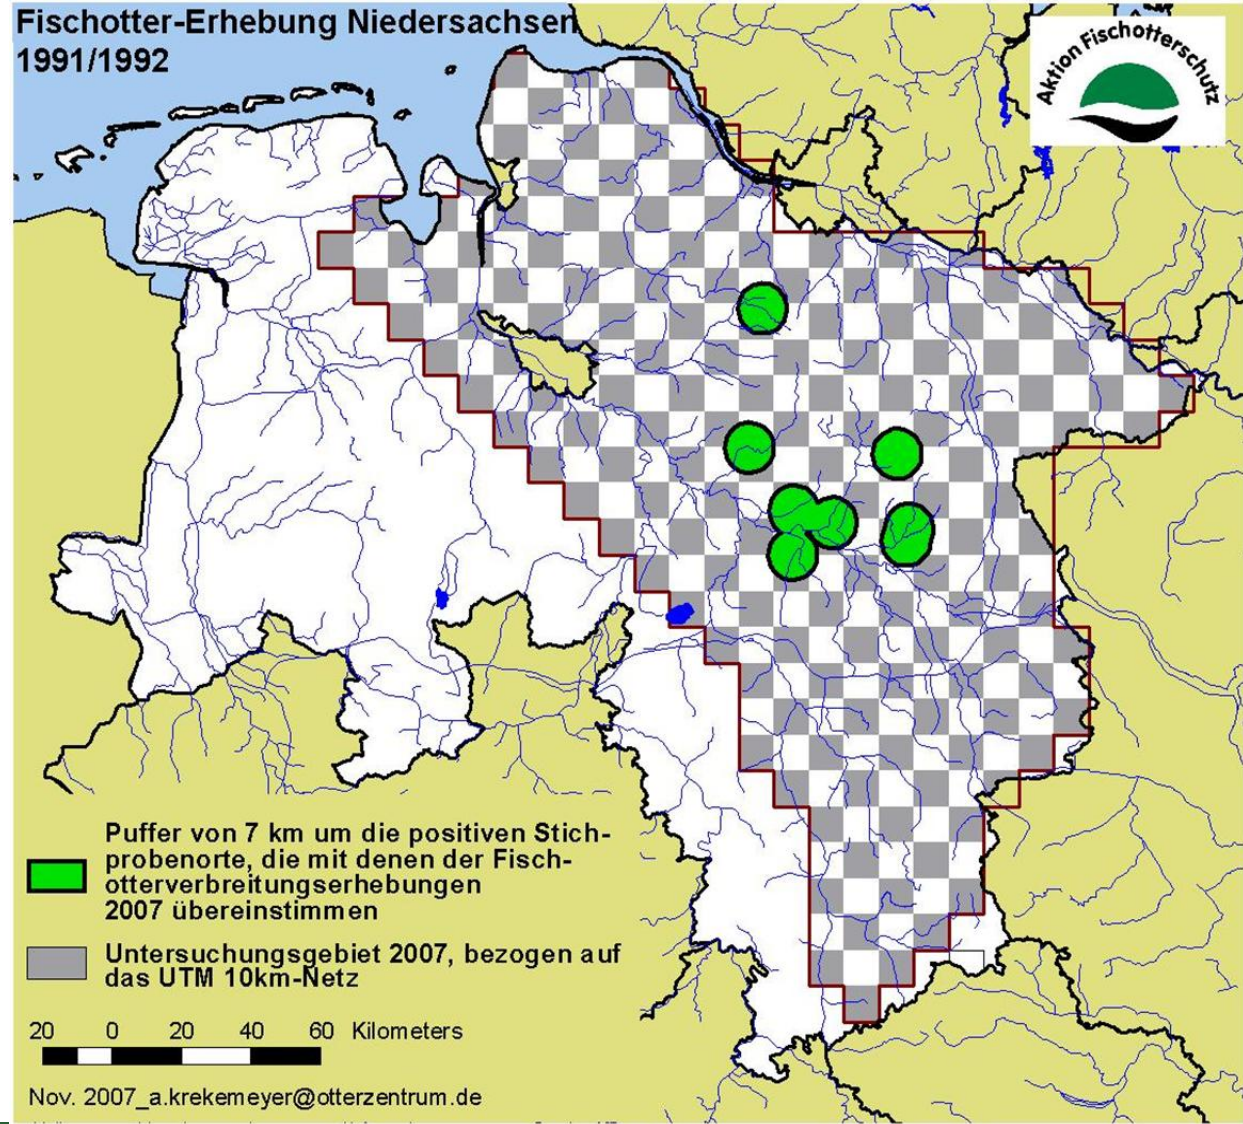 Fischotter-Erhebung Niedersachsen
1991/1992
Aktion Fischotterschutz
Puffer von 7 km um die positiven Stich-
probenorte, die mit denen der Fisch-
otterverbreitungserhebungen
2007 übereinstimmen
Untersuchungsgebiet 2007, bezogen auf
das UTM 10km-Netz
20 0 20 40 60 Kilometers
Nov. 2007_a.krekemeyer@otterzentrum.de